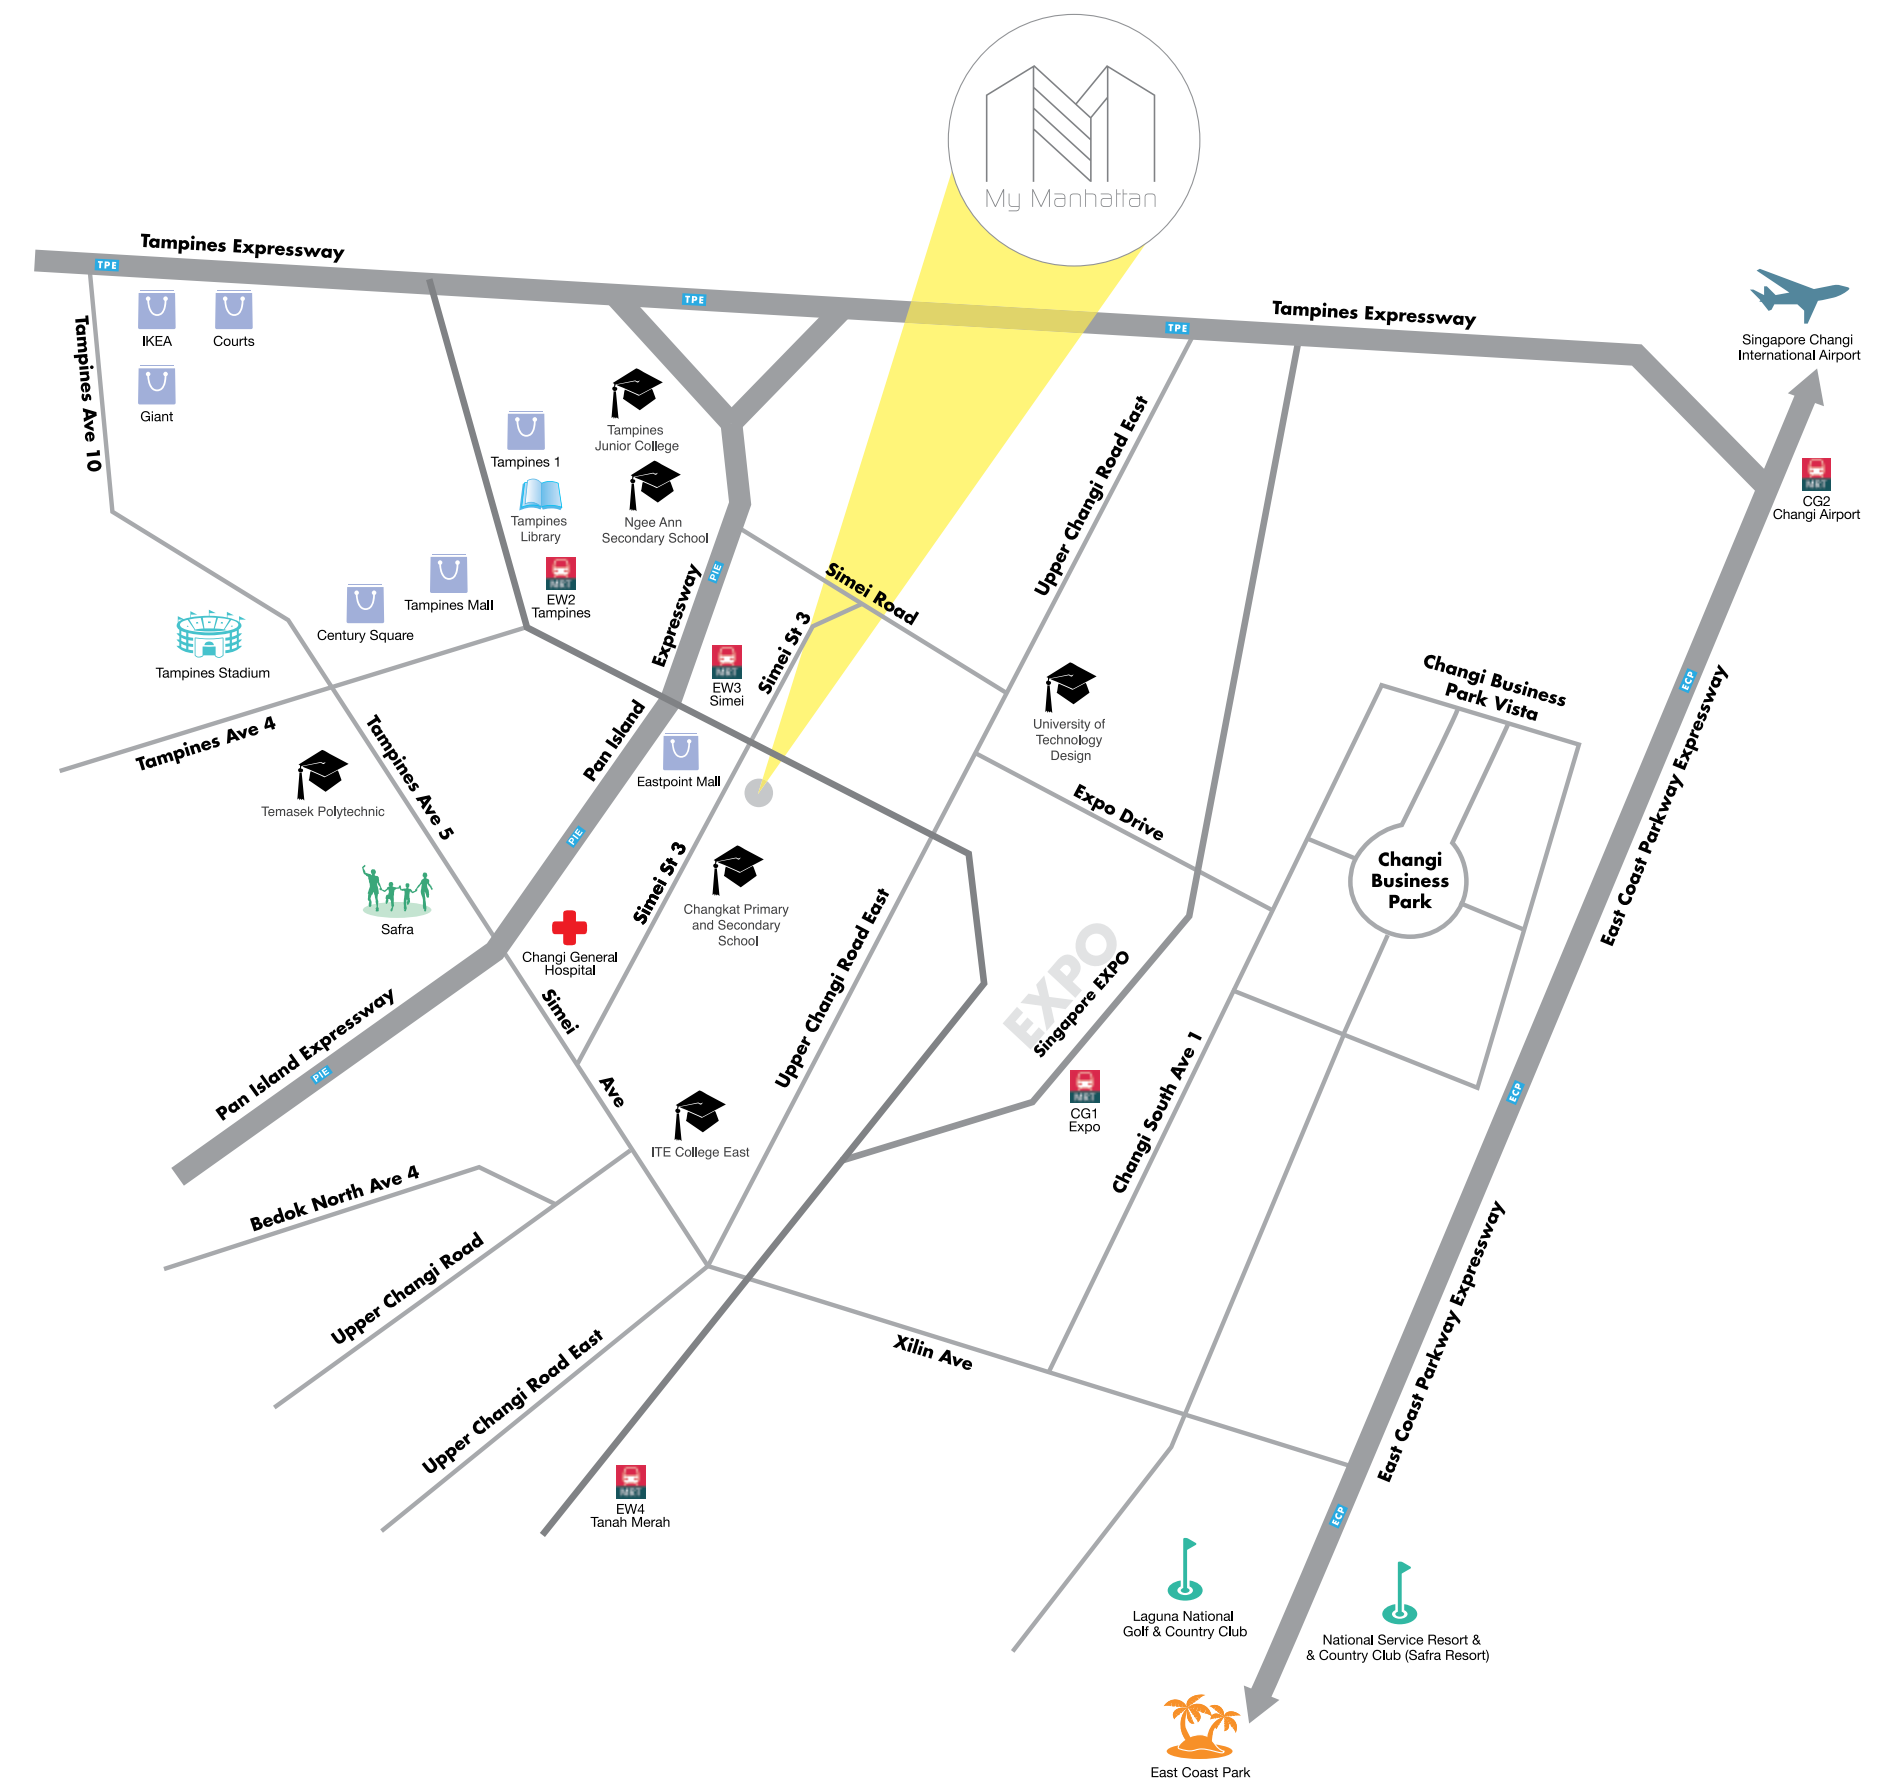 My Manhattan
Tampines Expressway
TPE
TPE
Tampines Expressway
TPE
Singapore Changi
International Airport
IKEA
Courts
Giant
Tampines Ave 10
Tampines 1
Tampines
Junior College
Tampines
Library
Ngee Ann
Secondary School
Upper Changi Road East
MRT
CG2
Changi Airport
Century Square
Tampines Mall
MRT
EW2
Tampines
PIE
Simei Road
Tampines Stadium
Expressway
MRT
EW3
Simei
Simei St 3
University of
Technology
Design
Changi Business
Park Vista
ECP
East Coast Parkway Expressway
Tampines Ave 4
Tampines Ave 5
Pan Island
Eastpoint Mall
Temasek Polytechnic
PIE
Expo Drive
Changi
Business
Park
Safra
Simei St 3
Changkat Primary
and Secondary
School
Changi General
Hospital
Upper Changi Road East
EXPO
Singapore EXPO
Pan Island Expressway
PIE
Simei
Ave
MRT
CG1
Expo
Changi South Ave 1
ECP
ITE College East
Bedok North Ave 4
Upper Changi Road
Upper Changi Road East
Xilin Ave
East Coast Parkway Expressway
MRT
EW4
Tanah Merah
ECP
Laguna National
Golf & Country Club
National Service Resort &
& Country Club (Safra Resort)
East Coast Park